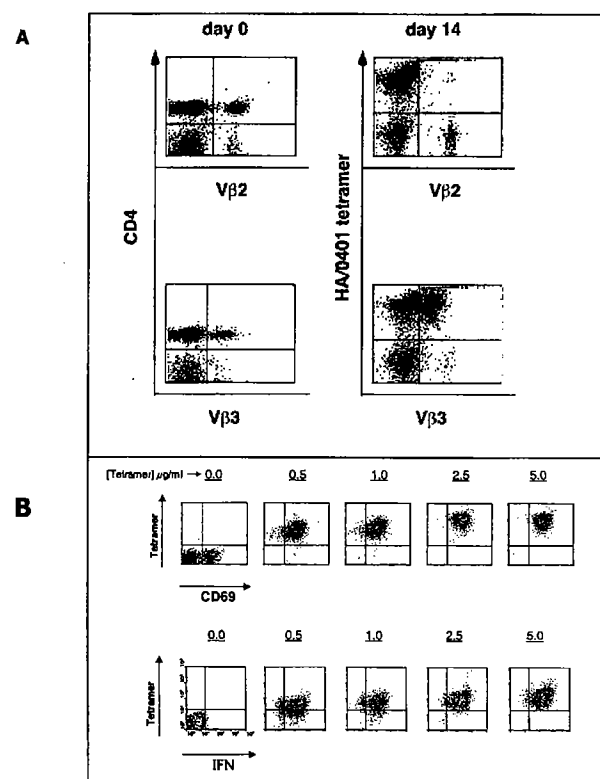 A
day 0 day 14
CD4
HA/0401 tetramer
Vβ2 Vβ2
Vβ3 Vβ3
B
[Tetramer] µg/ml → 0.0 0.5 1.0 2.5 5.0
Tetramer
CD69
0.0 0.5 1.0 2.5 5.0
Tetramer
IFN